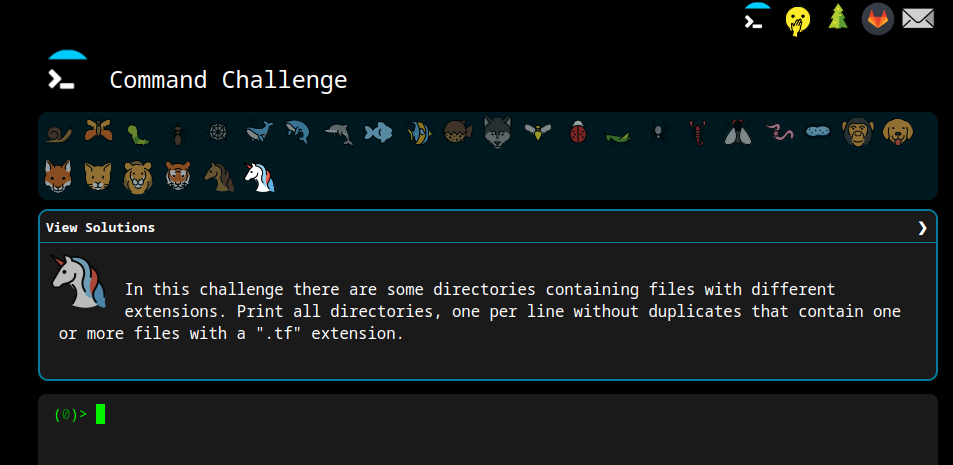 Command Challenge
View Solutions
In this challenge there are some directories containing files with different
extensions. Print all directories, one per line without duplicates that contain one
or more files with a ".tf" extension.
(0)>